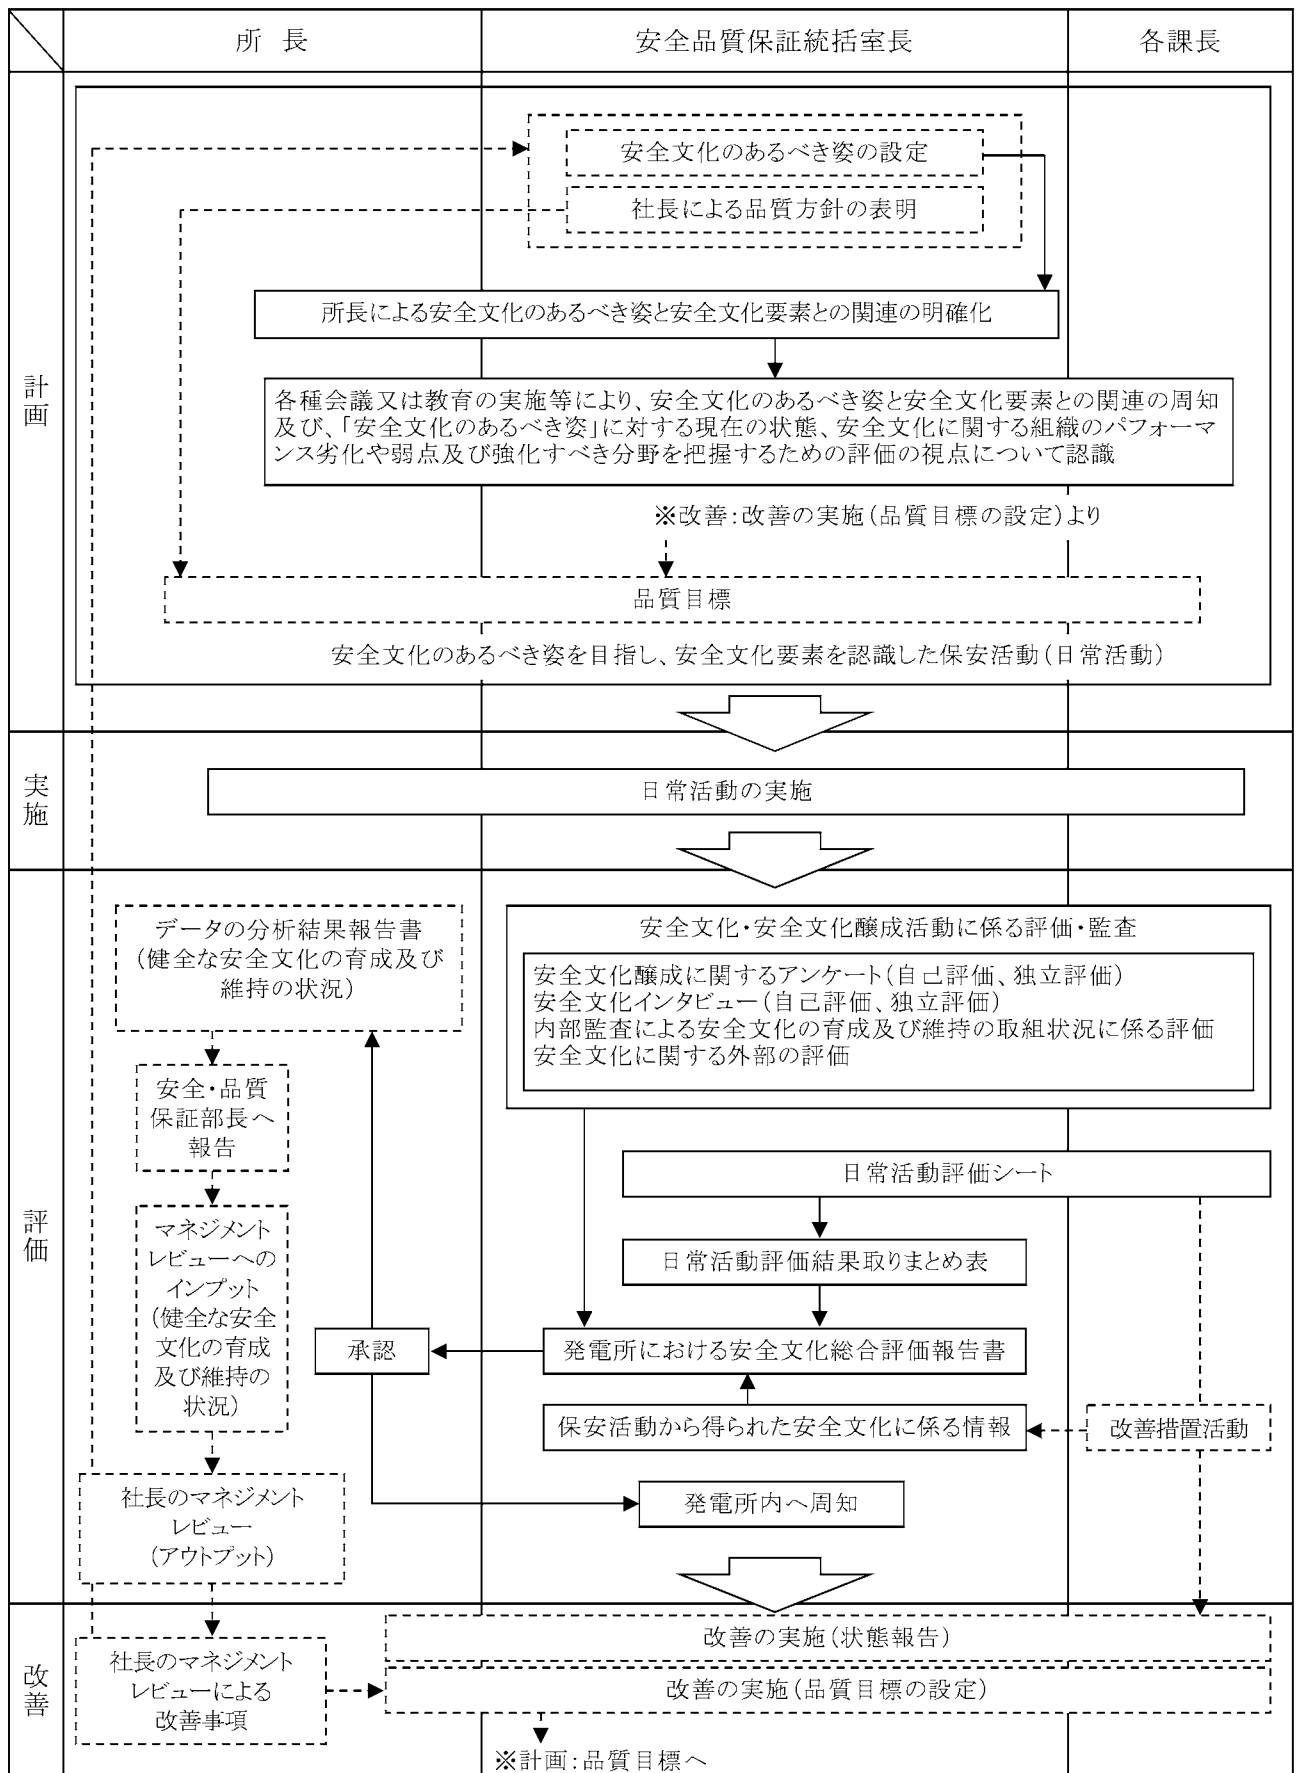 所 長
安全品質保証統括室長
各課長
計画
安全文化のあるべき姿の設定
社長による品質方針の表明
所長による安全文化のあるべき姿と安全文化要素との関連の明確化
各種会議又は教育の実施等により、安全文化のあるべき姿と安全文化要素との関連の周知
及び、「安全文化のあるべき姿」に対する現在の状態、安全文化に関する組織のパフォーマ
ンス劣化や弱点及び強化すべき分野を把握するための評価の視点について認識
※改善:改善の実施(品質目標の設定)より
品質目標
安全文化のあるべき姿を目指し、安全文化要素を認識した保安活動(日常活動)
実施
日常活動の実施
評価
データの分析結果報告書
(健全な安全文化の育成及び
維持の状況)
安全・品質
保証部長へ
報告
マネジメント
レビューへの
インプット
(健全な安全
文化の育成
及び維持の
状況)
社長のマネジメント
レビュー
(アウトプット)
安全文化・安全文化醸成活動に係る評価・監査
安全文化醸成に関するアンケート(自己評価、独立評価)
安全文化インタビュー(自己評価、独立評価)
内部監査による安全文化の育成及び維持の取組状況に係る評価
安全文化に関する外部の評価
日常活動評価シート
日常活動評価結果取りまとめ表
承認
発電所における安全文化総合評価報告書
保安活動から得られた安全文化に係る情報
改善措置活動
発電所内へ周知
改善
社長のマネジメント
レビューによる
改善事項
改善の実施(状態報告)
改善の実施(品質目標の設定)
※計画:品質目標へ